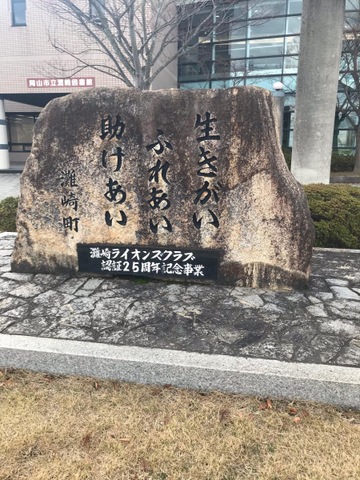 岡山市立灘崎図書館
生きがい
ふれあい
助けあい
灘崎町
灘崎ライオンズクラブ
認証25周年記念事業